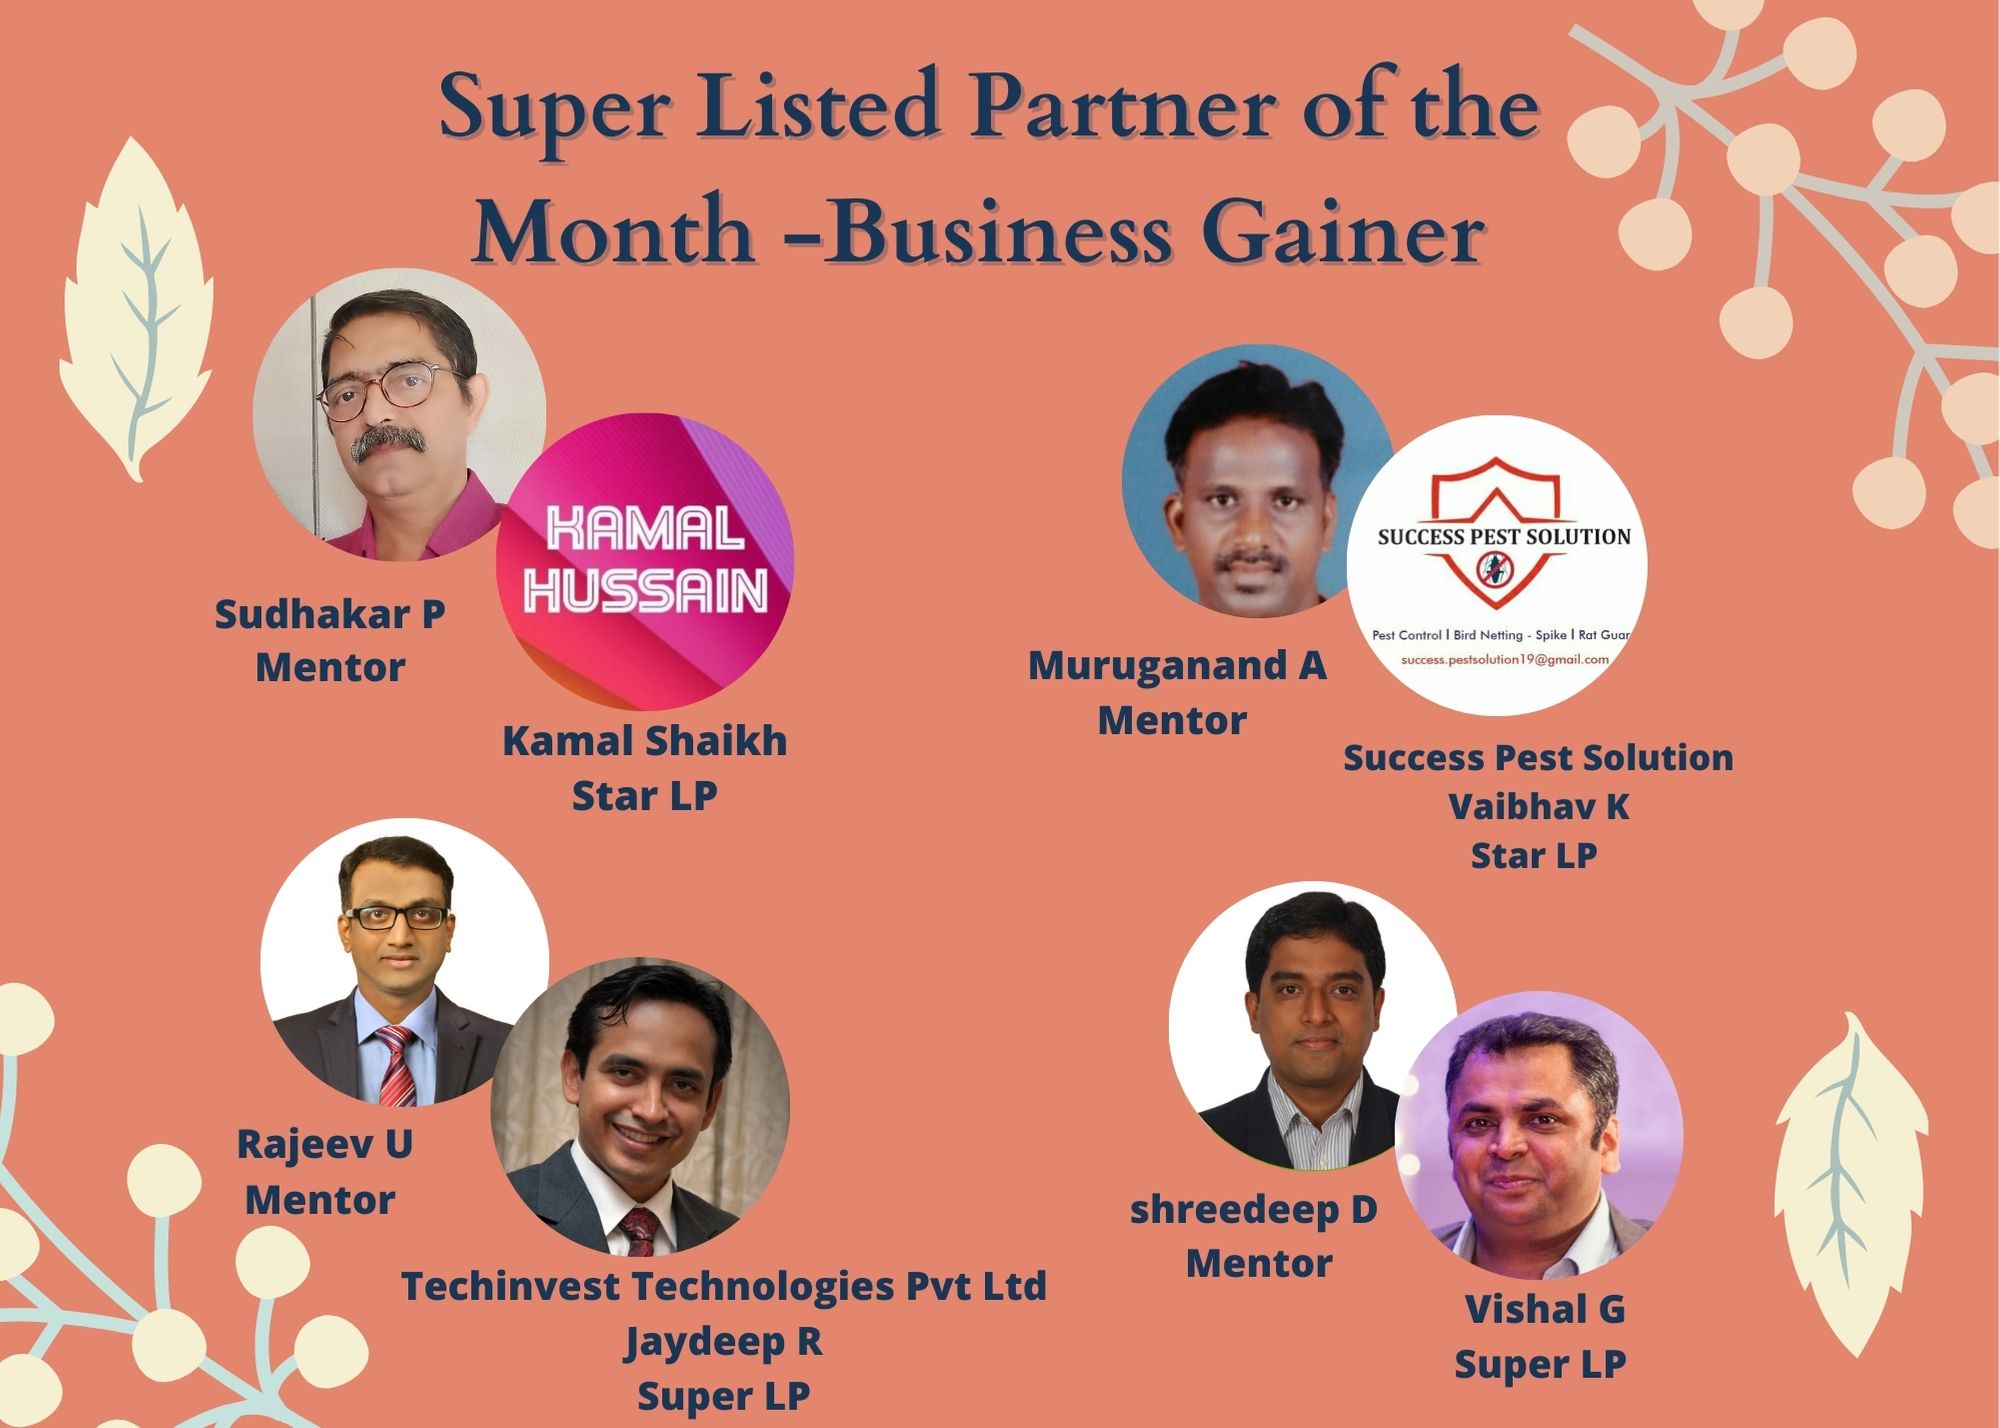 Super Listed Partner of the
Month -Business Gainer
KAMAL
HUSSAIN
Sudhakar P
Mentor
Kamal Shaikh
Star LP
SUCCESS PEST SOLUTION
Pest Control I Bird Netting - Spike I Rat Guar
success.pestsolution19@gmail.com
Muruganand A
Mentor
Success Pest Solution
Vaibhav K
Star LP
Rajeev U
Mentor
Techinvest Technologies Pvt Ltd
Jaydeep R
Super LP
shreedeep D
Mentor
Vishal G
Super LP